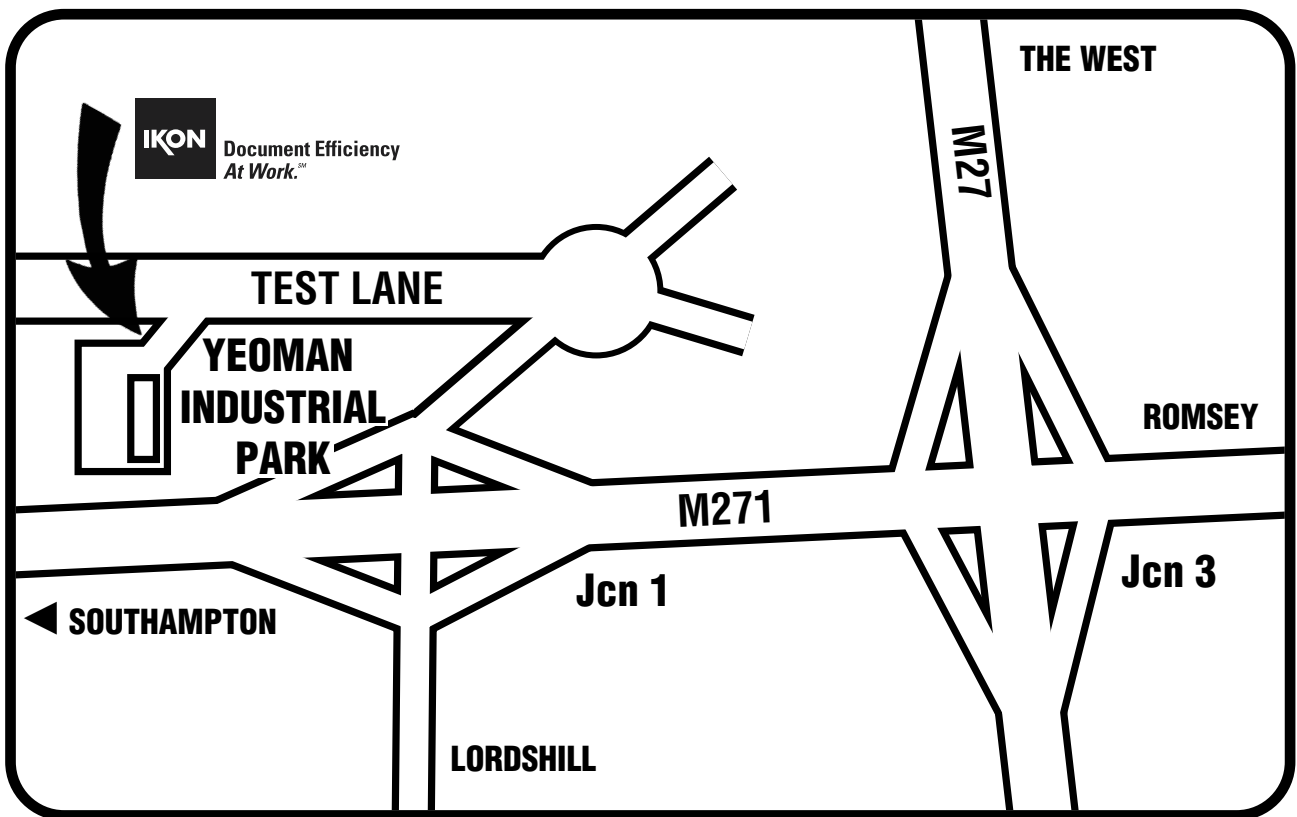 THE WEST
IKON
Document Efficiency
At Work.℠
M27
TEST LANE
YEOMAN
INDUSTRIAL
PARK
ROMSEY
M271
Jcn 1
Jcn 3
SOUTHAMPTON
LORDSHILL